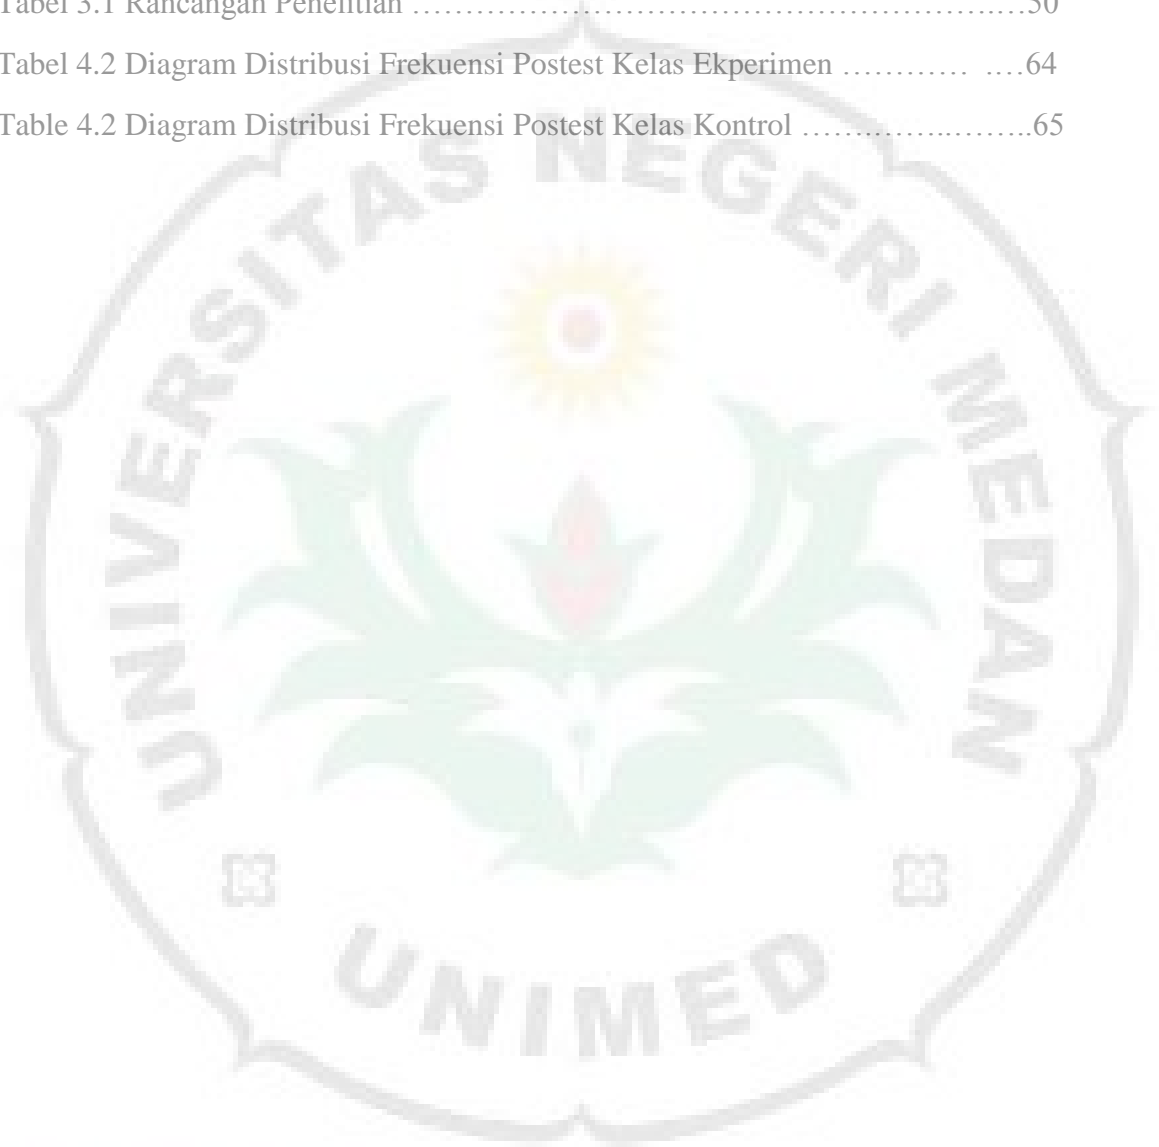 Tabel 3.1 Rancangan Penelitian ……………………………………………………….…50
Tabel 4.2 Diagram Distribusi Frekuensi Postest Kelas Ekperimen ………… ….64
Table 4.2 Diagram Distribusi Frekuensi Postest Kelas Kontrol …………..……..65
UNIVERSITAS NEGERI MEDAN
UNIMED